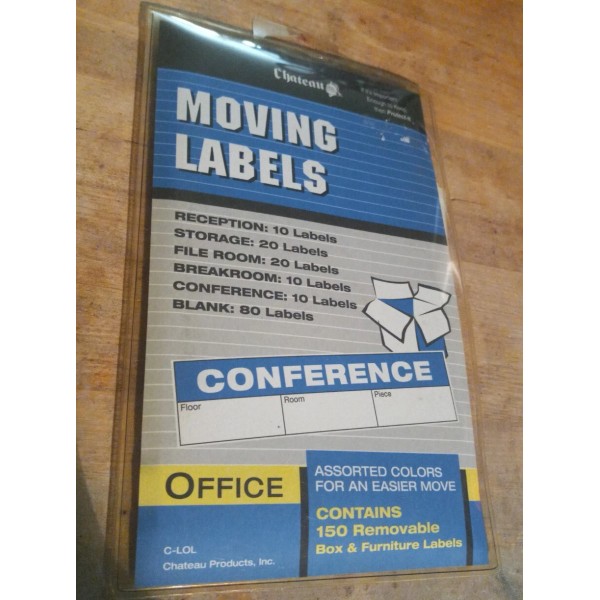 Chateau
MOVING
LABELS
RECEPTION: 10 Labels
STORAGE: 20 Labels
FILE ROOM: 20 Labels
BREAKROOM: 10 Labels
CONFERENCE: 10 Labels
BLANK: 80 Labels
CONFERENCE
Floor
Room
Piece
OFFICE
ASSORTED COLORS
FOR AN EASIER MOVE
CONTAINS
150 Removable
Box & Furniture Labels
C-LOL
Chateau Products, Inc.